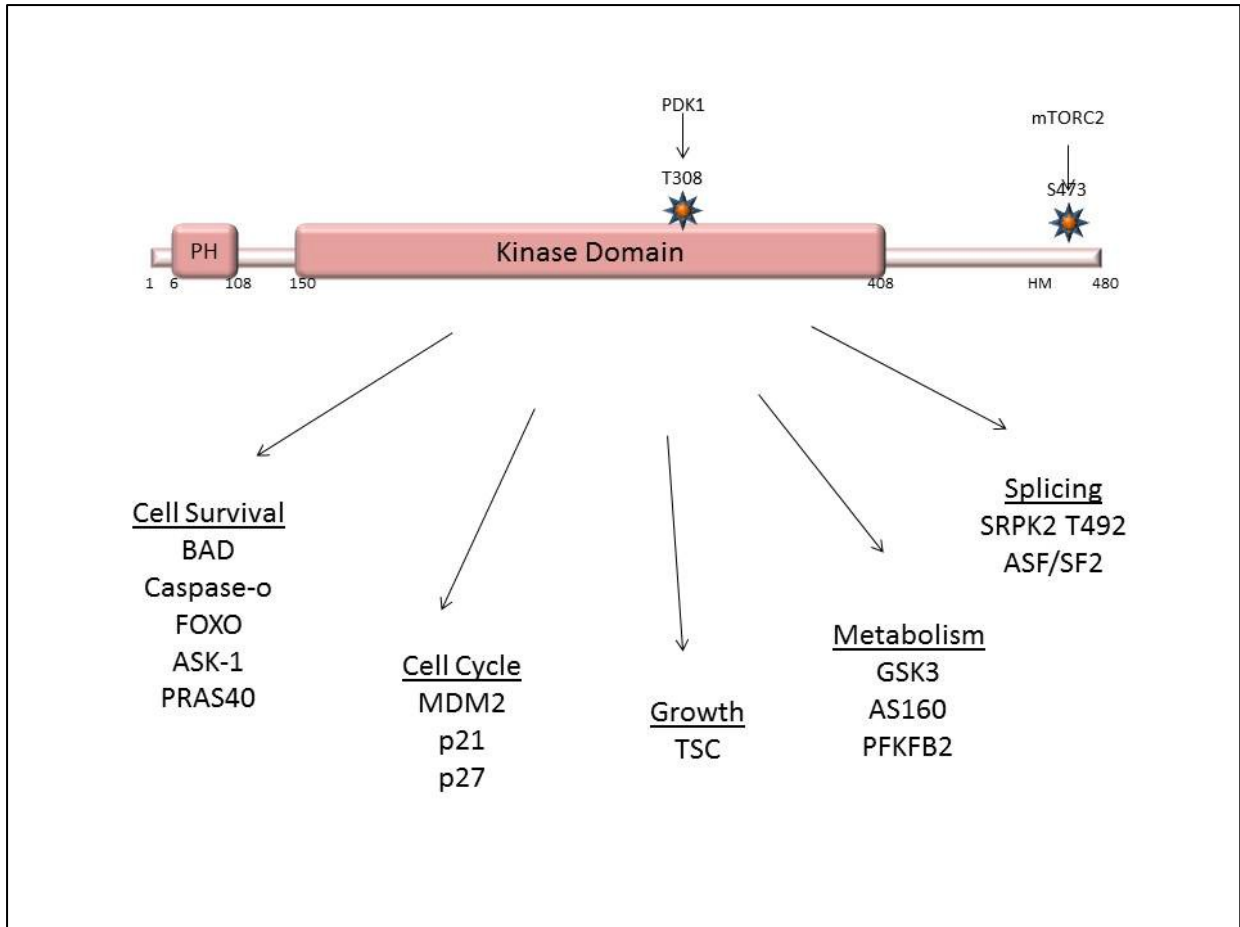 PDK1
mTORC2
T308
S473
PH
Kinase Domain
1 6 108 150 408 HM 480
Cell Survival
BAD
Caspase-o
FOXO
ASK-1
PRAS40
Cell Cycle
MDM2
p21
p27
Growth
TSC
Metabolism
GSK3
AS160
PFKFB2
Splicing
SRPK2 T492
ASF/SF2